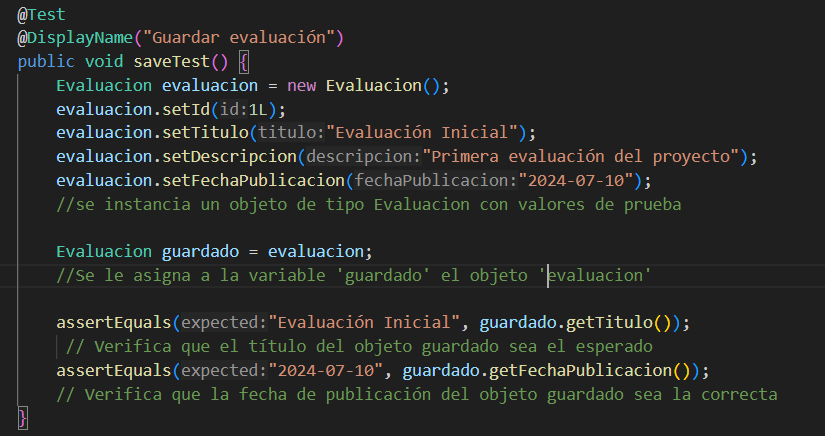 @Test
@DisplayName("Guardar evaluación")
public void saveTest() {
    Evaluacion evaluacion = new Evaluacion();
    evaluacion.setId(id:1L);
    evaluacion.setTitulo(titulo:"Evaluación Inicial");
    evaluacion.setDescripcion(descripcion:"Primera evaluación del proyecto");
    evaluacion.setFechaPublicacion(fechaPublicacion:"2024-07-10");
    //se instancia un objeto de tipo Evaluacion con valores de prueba
    Evaluacion guardado = evaluacion;
    //Se le asigna a la variable 'guardado' el objeto 'evaluacion'
    assertEquals(expected:"Evaluación Inicial", guardado.getTitulo());
     // Verifica que el título del objeto guardado sea el esperado
    assertEquals(expected:"2024-07-10", guardado.getFechaPublicacion());
    // Verifica que la fecha de publicación del objeto guardado sea la correcta
}